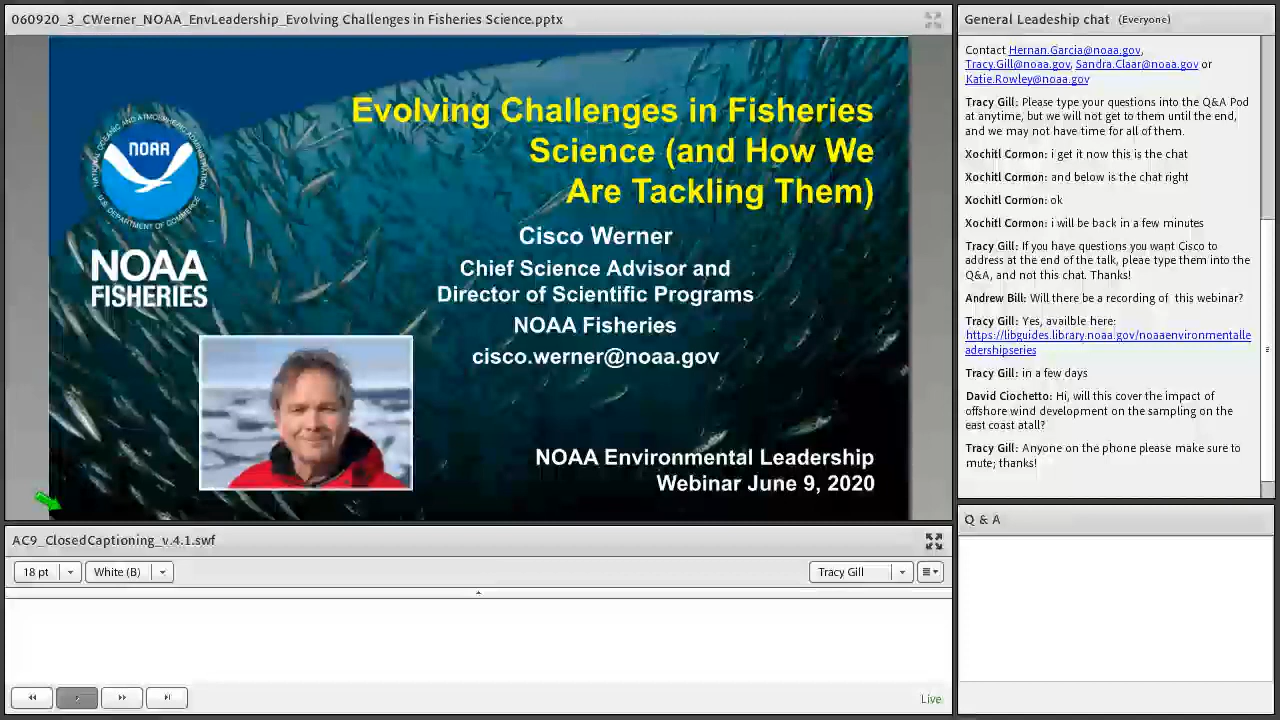 060920_3_CWerner_NOAA_EnvLeadership_Evolving Challenges in Fisheries Science.pptx
NATIONAL OCEANIC AND ATMOSPHERIC ADMINISTRATION
NOAA
U.S. DEPARTMENT OF COMMERCE
NOAA
FISHERIES
Evolving Challenges in Fisheries
Science (and How We
Are Tackling Them)
Cisco Werner
Chief Science Advisor and
Director of Scientific Programs
NOAA Fisheries
cisco.werner@noaa.gov
NOAA Environmental Leadership
Webinar June 9, 2020
AC9_ClosedCaptioning_v.4.1.swf
18 pt
White (B)
Tracy Gill
Live
General Leadeship chat (Everyone)
Contact Hernan.Garcia@noaa.gov,
Tracy.Gill@noaa.gov, Sandra.Claar@noaa.gov or
Katie.Rowley@noaa.gov
Tracy Gill: Please type your questions into the Q&A Pod
at anytime, but we will not get to them until the end,
and we may not have time for all of them.
Xochitl Cormon: i get it now this is the chat
Xochitl Cormon: and below is the chat right
Xochitl Cormon: ok
Xochitl Cormon: i will be back in a few minutes
Tracy Gill: If you have questions you want Cisco to
address at the end of the talk, pleae type them into the
Q&A, and not this chat. Thanks!
Andrew Bill: Will there be a recording of this webinar?
Tracy Gill: Yes, availble here:
https://libguides.library.noaa.gov/noaaenvironmentalle
adershipseries
Tracy Gill: in a few days
David Ciochetto: Hi, will this cover the impact of
offshore wind development on the sampling on the
east coast atall?
Tracy Gill: Anyone on the phone please make sure to
mute; thanks!
Q & A